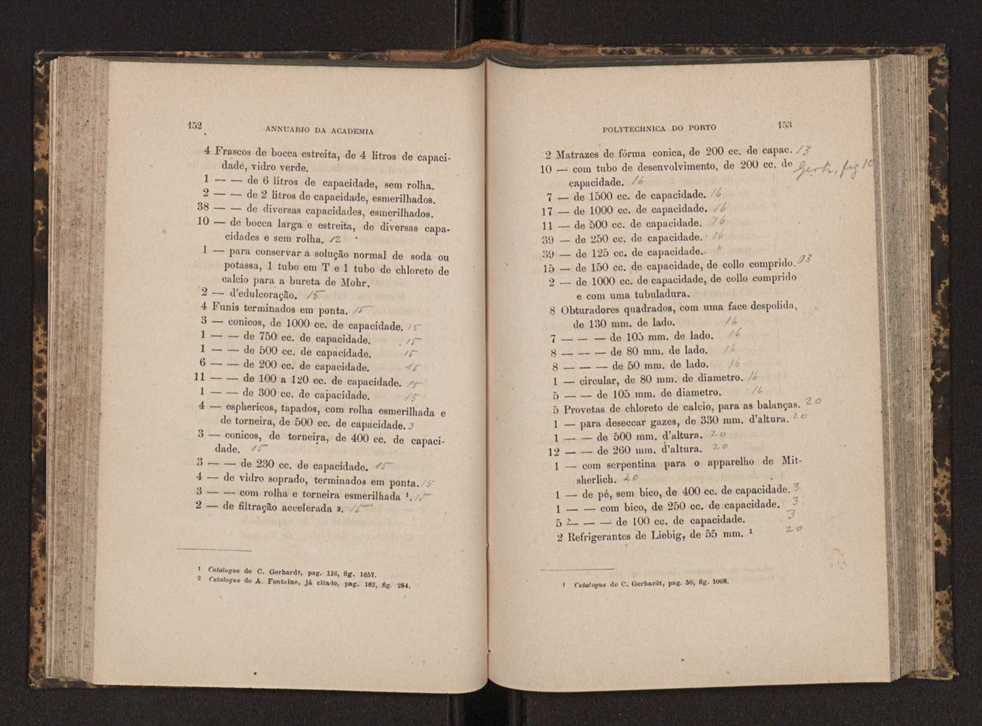 152
ANNUARIO DA ACADEMIA
4 Frascos de bocca estreita, de 4 litros de capaci-
dade, vidro verde.
1 — — de 6 litros de capacidade, sem rolha.
2 — — de 2 litros de capacidade, esmerilhados.
38 — — de diversas capacidades, esmerilhados.
10 — de bocca larga e estreita, de diversas capa-
cidades e sem rolha. 12
1 — para conservar a solução normal de soda ou
potassa, 1 tubo em T e 1 tubo de chloreto de
calcio para a bureta de Mohr.
2 — d'edulcoração. 15
4 Funis terminados em ponta. 15
3 — conicos, de 1000 cc. de capacidade. 15
1 — — de 750 cc. de capacidade. 15
1 — — de 500 cc. de capacidade. 15
6 — — de 200 cc. de capacidade. 15
11 — — de 100 a 120 cc. de capacidade. 15
1 — — de 300 cc. de capacidade. 15
4 — esphericos, tapados, com rolha esmerilhada e
de torneira, de 500 cc. de capacidade. 3
3 — conicos, de torneira, de 400 cc. de capaci-
dade. 15
3 — — de 230 cc. de capacidade. 15
4 — de vidro soprado, terminados em ponta. 15
3 — — com rolha e torneira esmerilhada ¹. 15
2 — de filtração accelerada ². 15
¹ Catalogue de C. Gerhardt, pag. 116, fig. 1657.
² Catalogue de A. Fontaine, já citado, pag. 162, fig. 284.
POLYTECHNICA DO PORTO
153
2 Matrazes de fórma conica, de 200 cc. de capac. 13
10 — com tubo de desenvolvimento, de 200 cc. de
capacidade. 16
7 — de 1500 cc. de capacidade. 16
17 — de 1000 cc. de capacidade. 16
11 — de 500 cc. de capacidade. 16
39 — de 250 cc. de capacidade. 16
39 — de 125 cc. de capacidade. "
15 — de 150 cc. de capacidade, de collo comprido.
2 — de 1000 cc. de capacidade, de collo comprido
e com uma tubuladura.
8 Obturadores quadrados, com uma face despolida,
de 130 mm. de lado. 16
7 — — — de 105 mm. de lado. 16
8 — — — de 80 mm. de lado. 16
8 — — — de 50 mm. de lado. 16
1 — circular, de 80 mm. de diametro. 16
5 — — de 105 mm. de diametro. 16
5 Provetas de chloreto de calcio, para as balanças. 20
1 — para deseccar gazes, de 330 mm. d'altura. 20
1 — — de 500 mm. d'altura. 20
12 — — de 260 mm. d'altura. 20
1 — com serpentina para o apparelho de Mit-
sherlich. 20
1 — de pé, sem bico, de 400 cc. de capacidade. 3
1 — — com bico, de 250 cc. de capacidade. 3
5 — — — de 100 cc. de capacidade. 3
2 Refrigerantes de Liebig, de 55 mm. ¹ 20
¹ Catalogue de C. Gerhardt, pag. 50, fig. 1068.